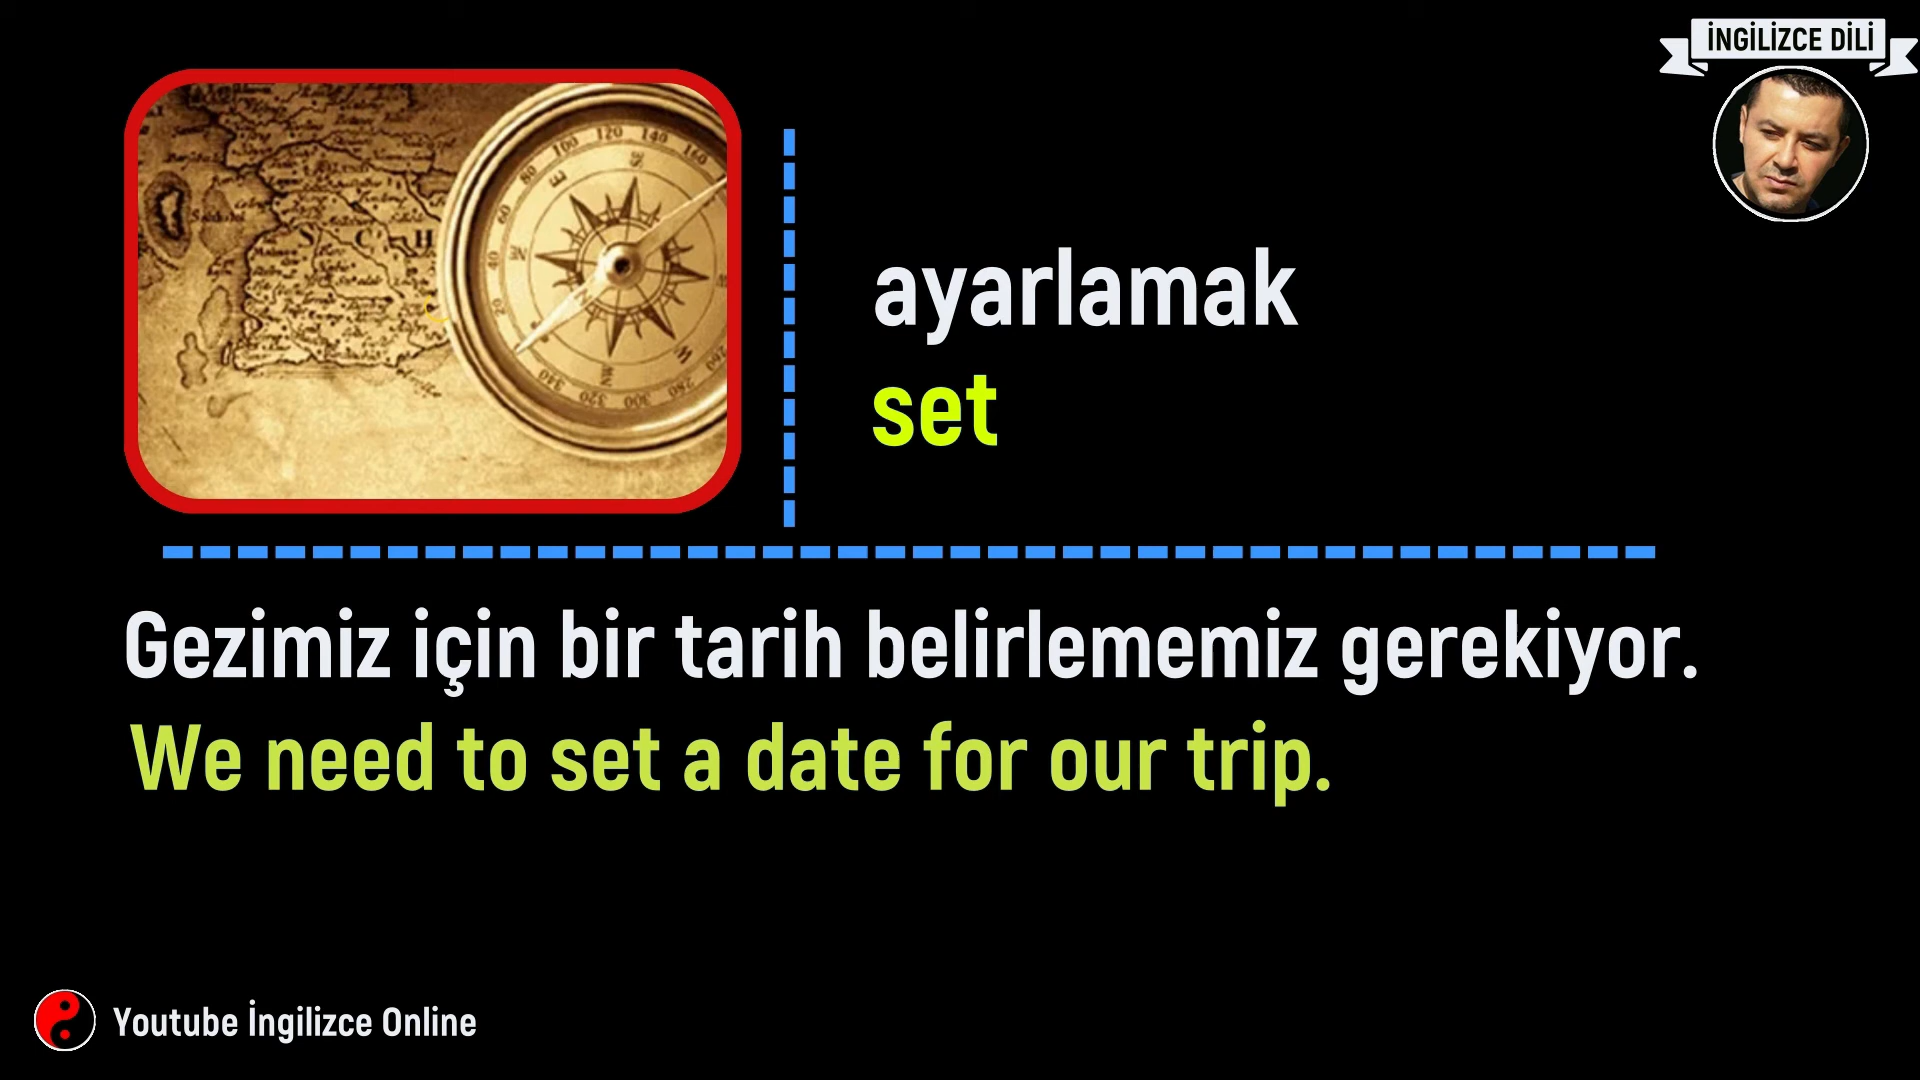 İNGİLİZCE DİLİ
ayarlamak
set
Gezimiz için bir tarih belirlememiz gerekiyor.
We need to set a date for our trip.
Youtube İngilizce Online